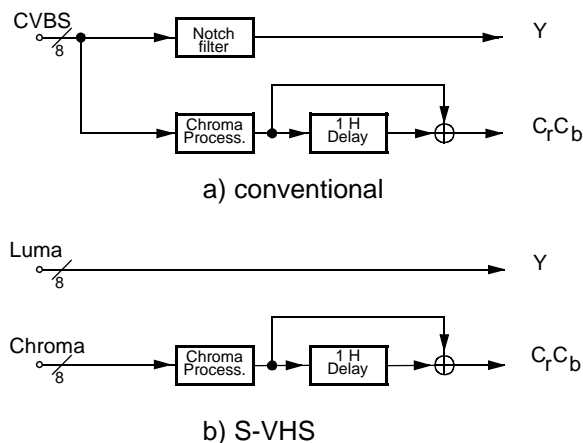 CVBS
8
Notch
filter
Y
Chroma
Process.
1 H
Delay
CrCb
a) conventional
Luma
8
Y
Chroma
8
Chroma
Process.
1 H
Delay
CrCb
b) S-VHS